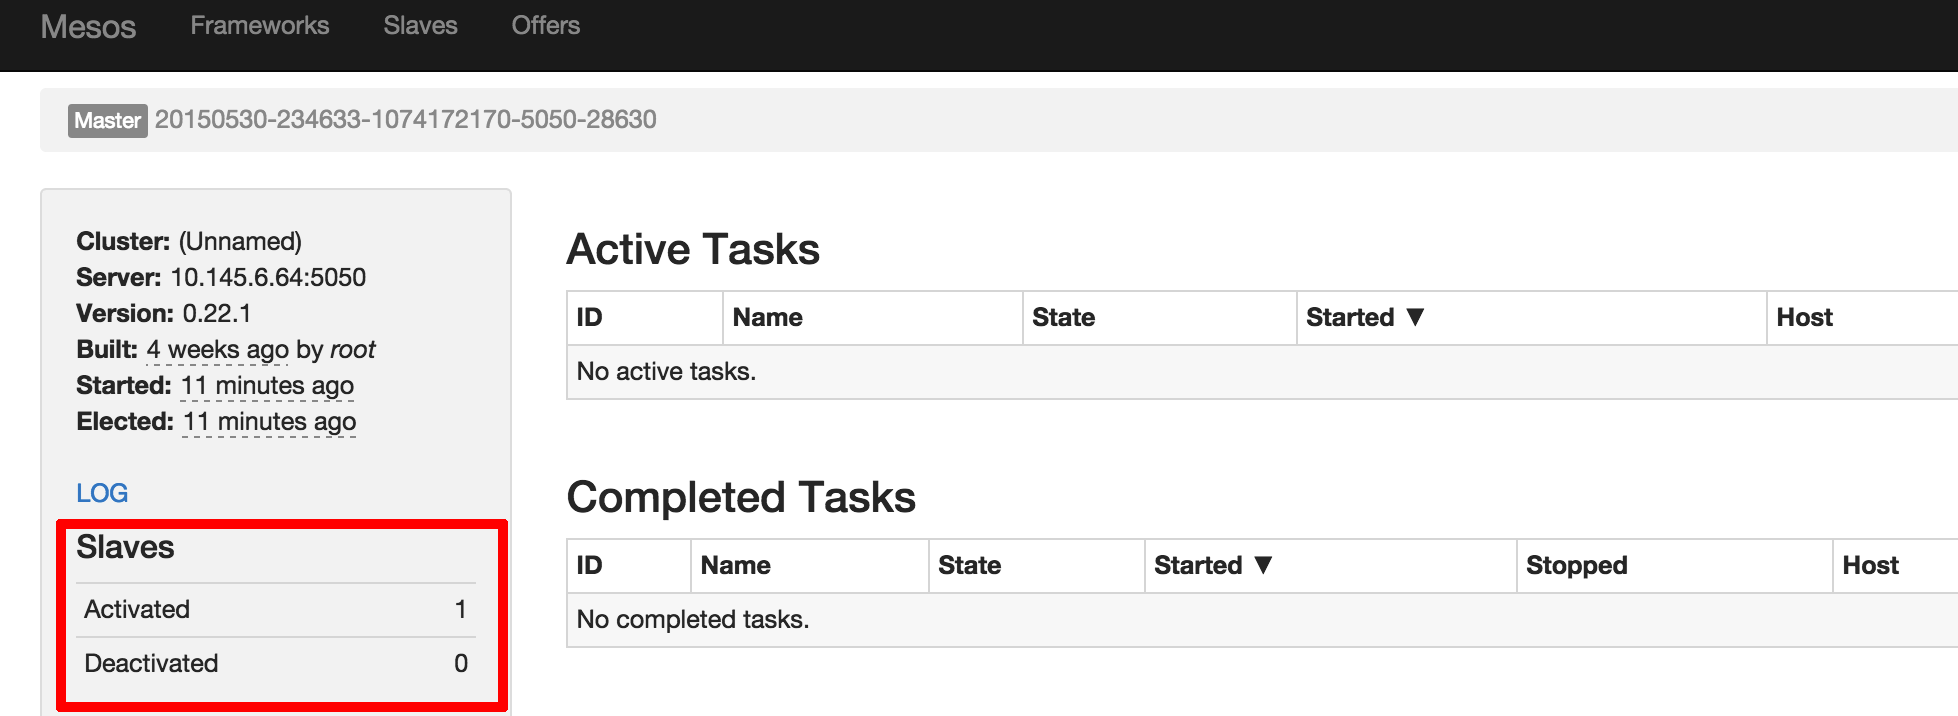 Mesos Frameworks Slaves Offers
Master 20150530-234633-1074172170-5050-28630
Cluster: (Unnamed)
Server: 10.145.6.64:5050
Version: 0.22.1
Built: 4 weeks ago by root
Started: 11 minutes ago
Elected: 11 minutes ago
LOG
Slaves
Activated 1
Deactivated 0
Active Tasks
ID Name State Started ▼ Host
No active tasks.
Completed Tasks
ID Name State Started ▼ Stopped Host
No completed tasks.